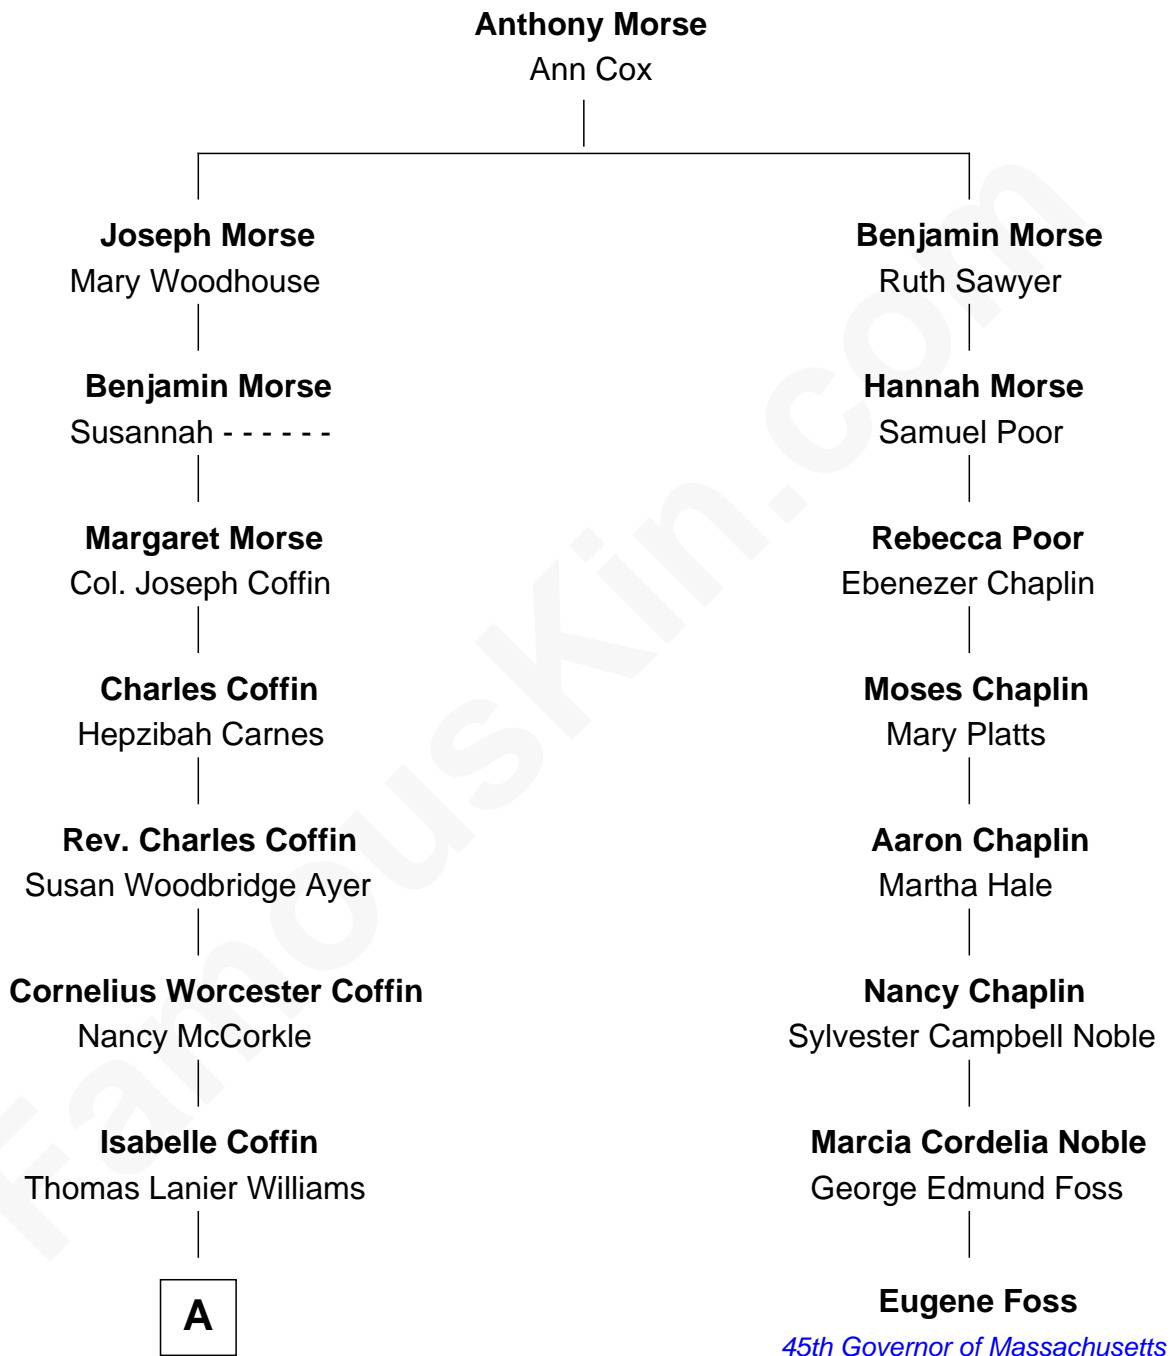 Anthony Morse
Ann Cox
Joseph Morse
Mary Woodhouse
Benjamin Morse
Susannah - - - - - -
Margaret Morse
Col. Joseph Coffin
Charles Coffin
Hepzibah Carnes
Rev. Charles Coffin
Susan Woodbridge Ayer
Cornelius Worcester Coffin
Nancy McCorkle
Isabelle Coffin
Thomas Lanier Williams
A
Benjamin Morse
Ruth Sawyer
Hannah Morse
Samuel Poor
Rebecca Poor
Ebenezer Chaplin
Moses Chaplin
Mary Platts
Aaron Chaplin
Martha Hale
Nancy Chaplin
Sylvester Campbell Noble
Marcia Cordelia Noble
George Edmund Foss
Eugene Foss
45th Governor of Massachusetts
FamousKin.com